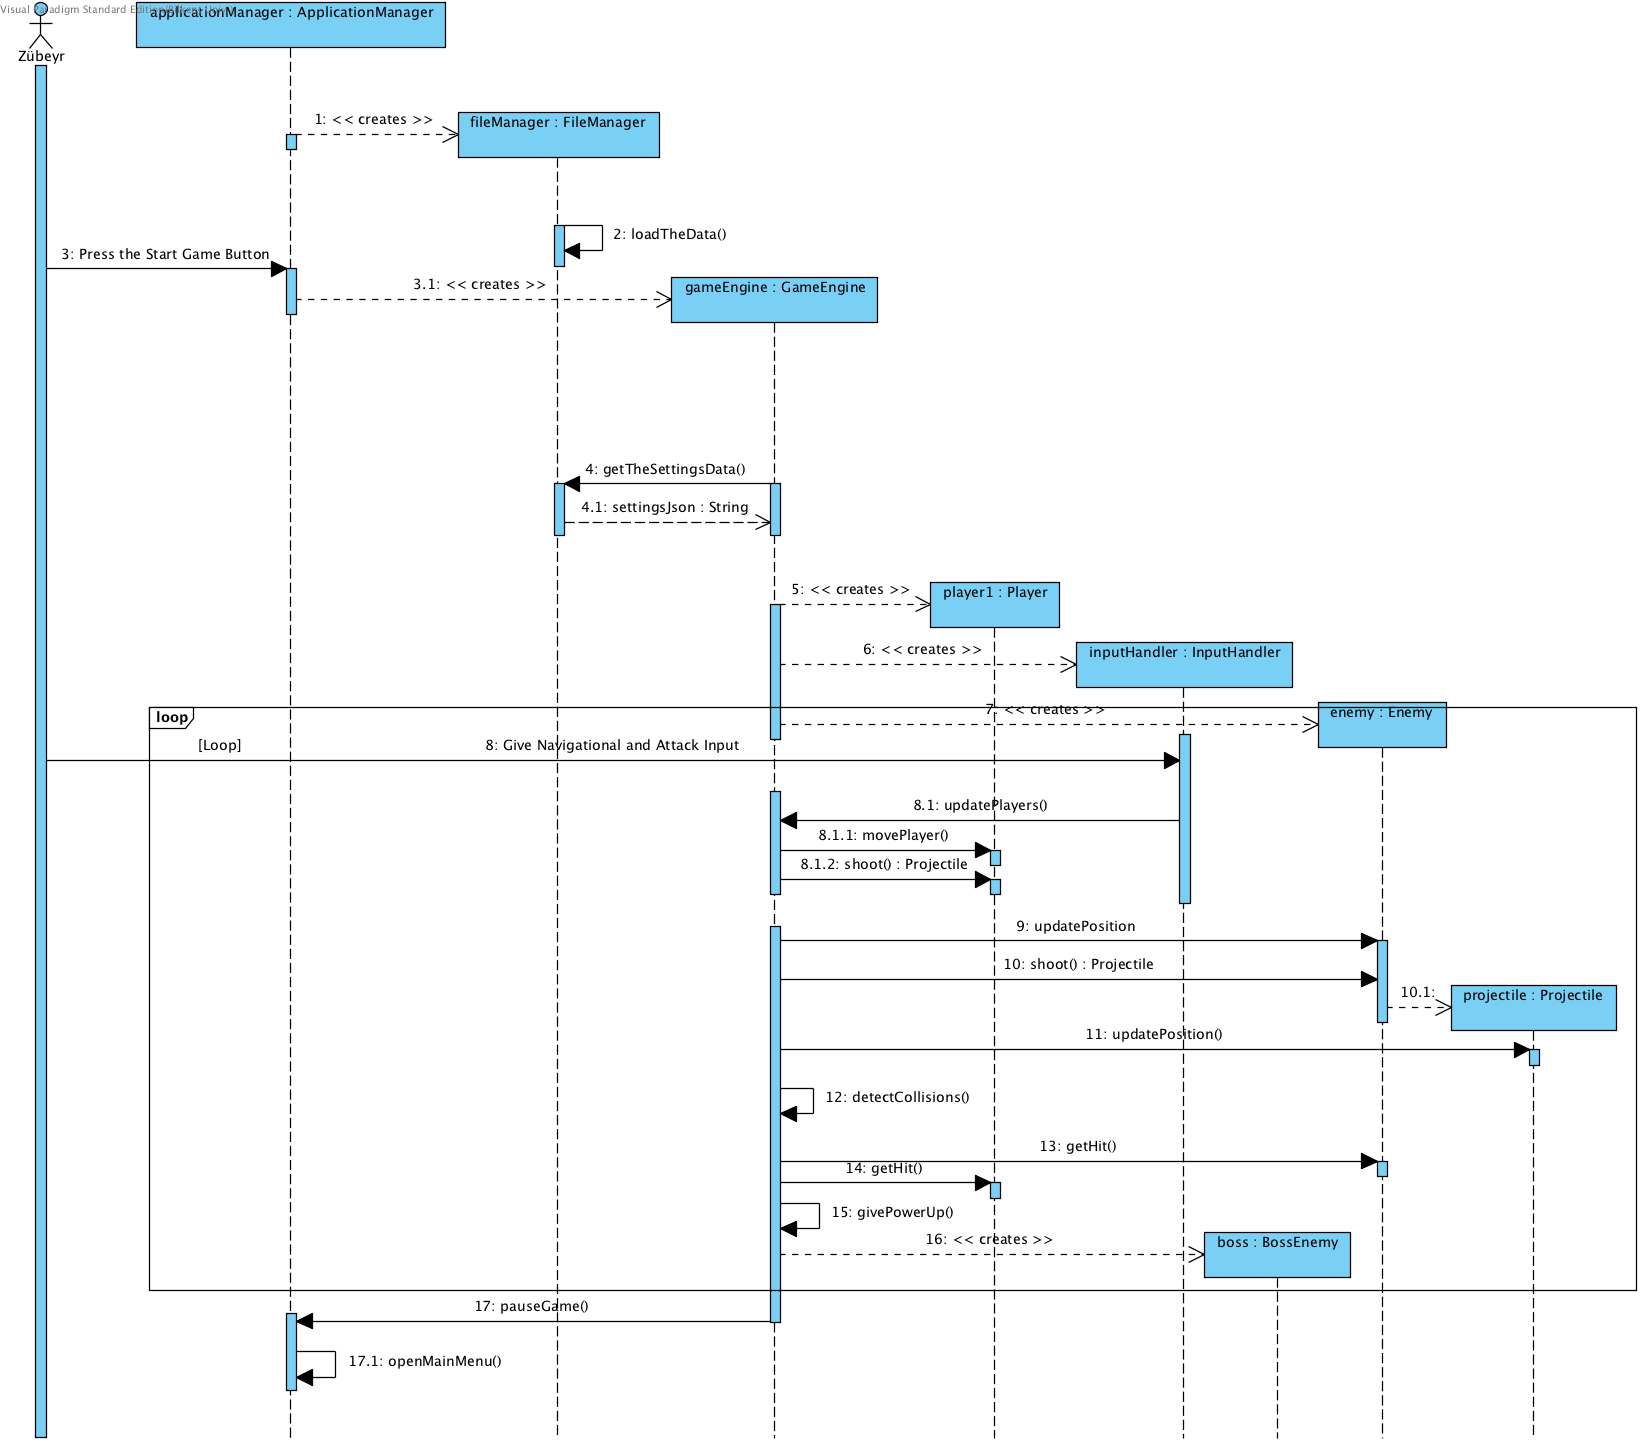 Visual Paradigm Standard Edition
applicationManager : ApplicationManager
Zübeyr
1: << creates >>
fileManager : FileManager
2: loadTheData()
3: Press the Start Game Button
3.1: << creates >>
gameEngine : GameEngine
4: getTheSettingsData()
4.1: settingsJson : String
5: << creates >>
player1 : Player
6: << creates >>
inputHandler : InputHandler
7: << creates >>
enemy : Enemy
loop
[Loop]
8: Give Navigational and Attack Input
8.1: updatePlayers()
8.1.1: movePlayer()
8.1.2: shoot() : Projectile
9: updatePosition
10: shoot() : Projectile
10.1:
projectile : Projectile
11: updatePosition()
12: detectCollisions()
13: getHit()
14: getHit()
15: givePowerUp()
16: << creates >>
boss : BossEnemy
17: pauseGame()
17.1: openMainMenu()